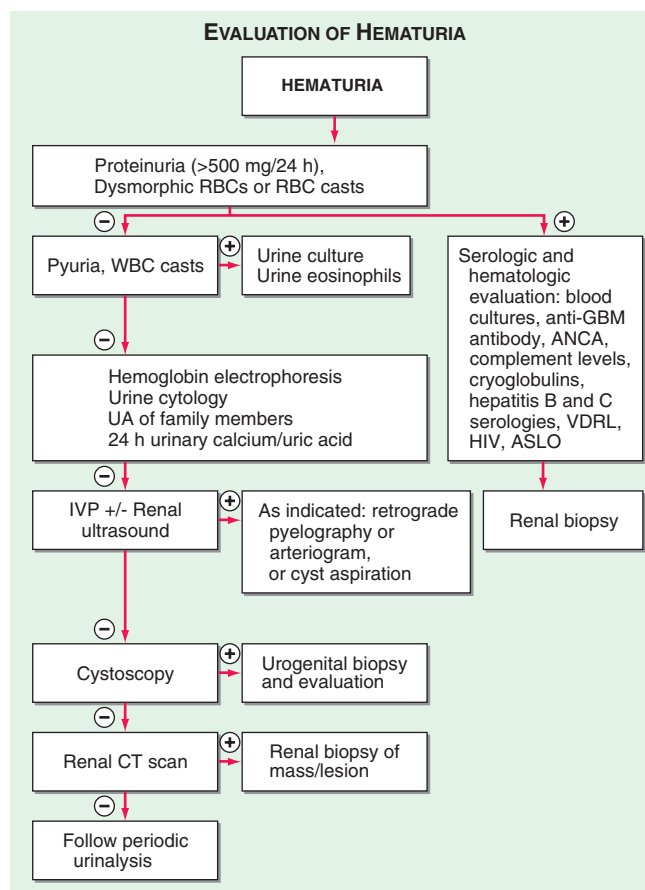 EVALUATION OF HEMATURIA
HEMATURIA
Proteinuria (>500 mg/24 h),
Dysmorphic RBCs or RBC casts
−
+
Pyuria, WBC casts
+
Urine culture
Urine eosinophils
Serologic and
hematologic
evaluation: blood
cultures, anti-GBM
antibody, ANCA,
complement levels,
cryoglobulins,
hepatitis B and C
serologies, VDRL,
HIV, ASLO
−
Hemoglobin electrophoresis
Urine cytology
UA of family members
24 h urinary calcium/uric acid
−
IVP +/- Renal
ultrasound
+
As indicated: retrograde
pyelography or
arteriogram,
or cyst aspiration
Renal biopsy
−
Cystoscopy
+
Urogenital biopsy
and evaluation
−
Renal CT scan
+
Renal biopsy of
mass/lesion
−
Follow periodic
urinalysis